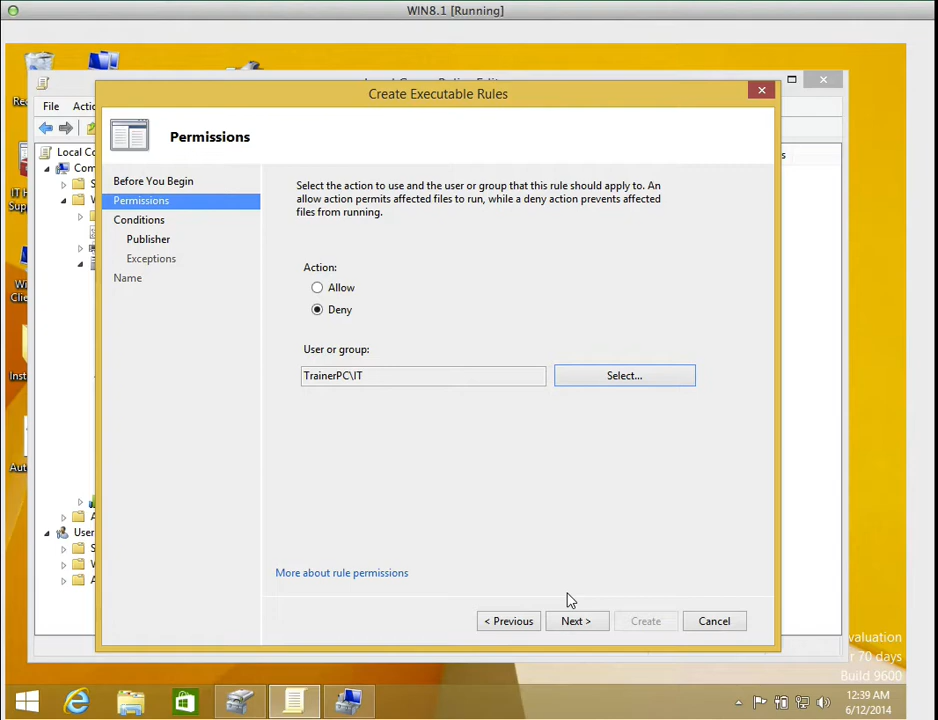 WIN8.1 [Running]
Create Executable Rules
File
Permissions
Before You Begin
Permissions
Conditions
Publisher
Exceptions
Name
Select the action to use and the user or group that this rule should apply to. An
allow action permits affected files to run, while a deny action prevents affected
files from running.
Action:
Allow
Deny
User or group:
TrainerPC\IT
Select...
More about rule permissions
< Previous
Next >
Create
Cancel
Local Co
Build 9600
12:39 AM
6/12/2014